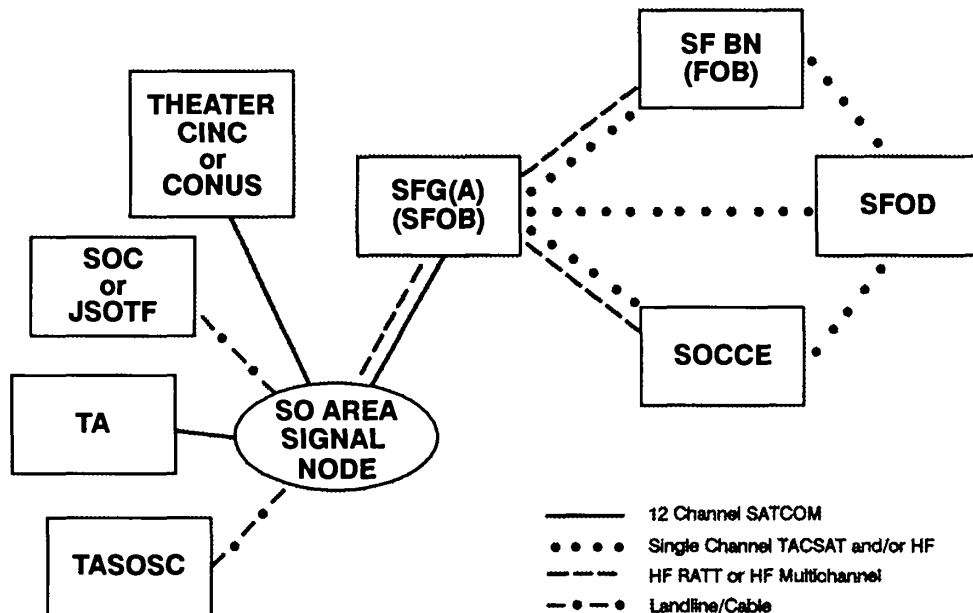 THEATER
CINC
or
CONUS
SOC
or
JSOTF
TA
TASOSC
SO AREA
SIGNAL
NODE
SFG(A)
(SFOB)
SF BN
(FOB)
SFOD
SOCCE
12 Channel SATCOM
Single Channel TACSAT and/or HF
HF RATT or HF Multichannel
Landline/Cable